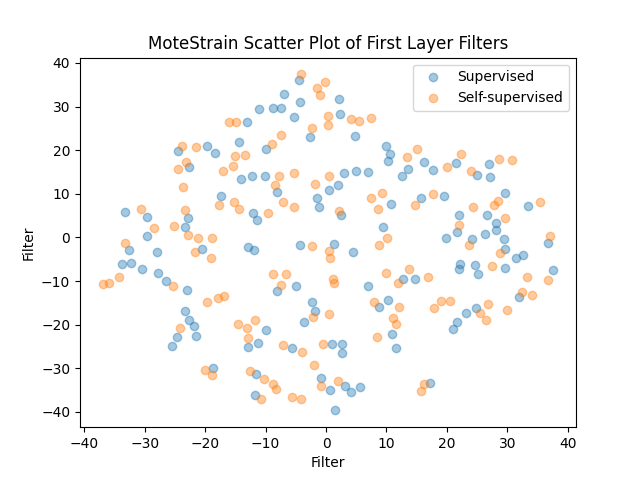 MoteStrain Scatter Plot of First Layer Filters
Supervised
Self-supervised
Filter
40
30
20
10
0
−10
−20
−30
−40
−40 −30 −20 −10 0 10 20 30 40
Filter